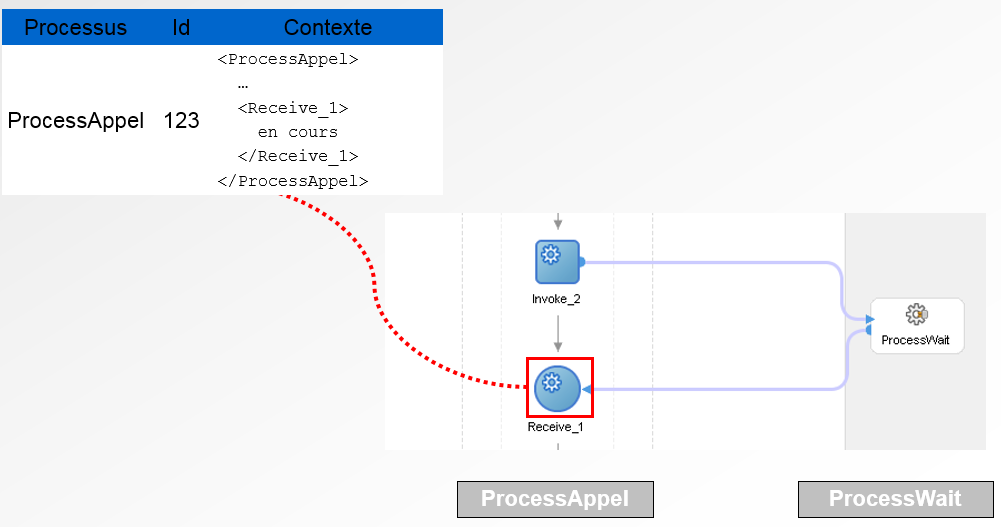 Processus Id Contexte
<ProcessAppel>
…
<Receive_1>
ProcessAppel 123
en cours
</Receive_1>
</ProcessAppel>
Invoke_2
ProcessWait
Receive_1
ProcessAppel ProcessWait